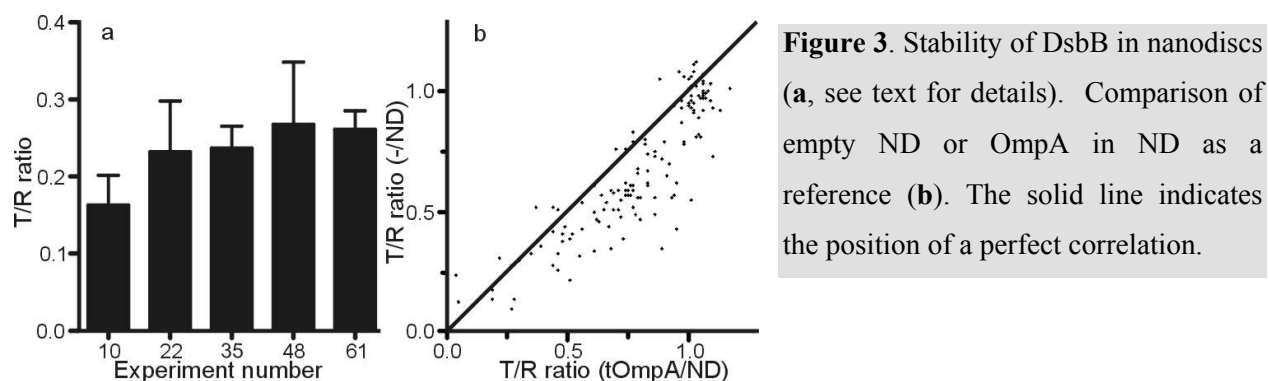 a
0.4
0.3
0.2
0.1
0.0
T/R ratio
10 22 35 48 61
Experiment number
b
1.0
0.5
0.0
T/R ratio (-/ND)
0.0 0.5 1.0
T/R ratio (tOmpA/ND)
Figure 3. Stability of DsbB in nanodiscs
(a, see text for details). Comparison of
empty ND or OmpA in ND as a
reference (b). The solid line indicates
the position of a perfect correlation.